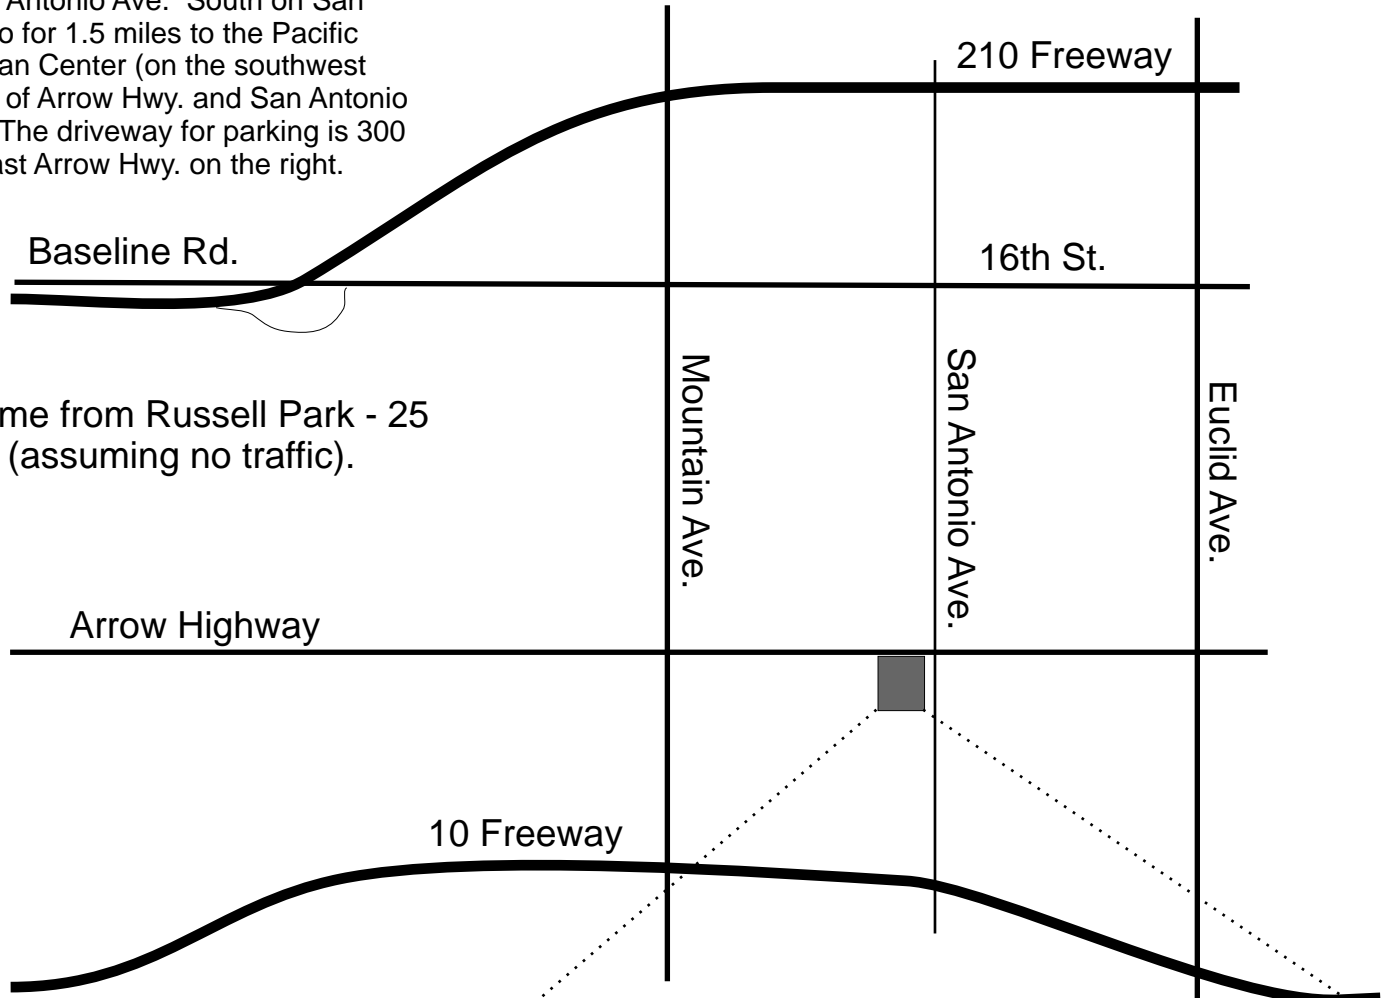 Antonio Ave. South on San
o for 1.5 miles to the Pacific
an Center (on the southwest
of Arrow Hwy. and San Antonio
The driveway for parking is 300
ast Arrow Hwy. on the right.
210 Freeway
Baseline Rd.
16th St.
Mountain Ave.
San Antonio Ave.
Euclid Ave.
me from Russell Park - 25
(assuming no traffic).
Arrow Highway
10 Freeway